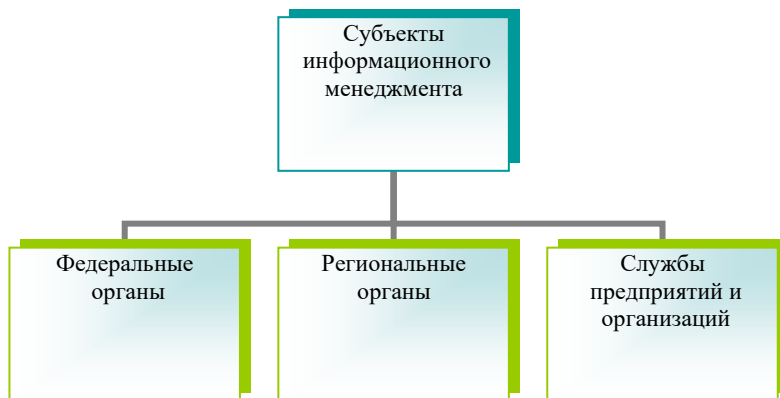 Субъекты
информационного
менеджмента
Федеральные
органы
Региональные
органы
Службы
предприятий и
организаций